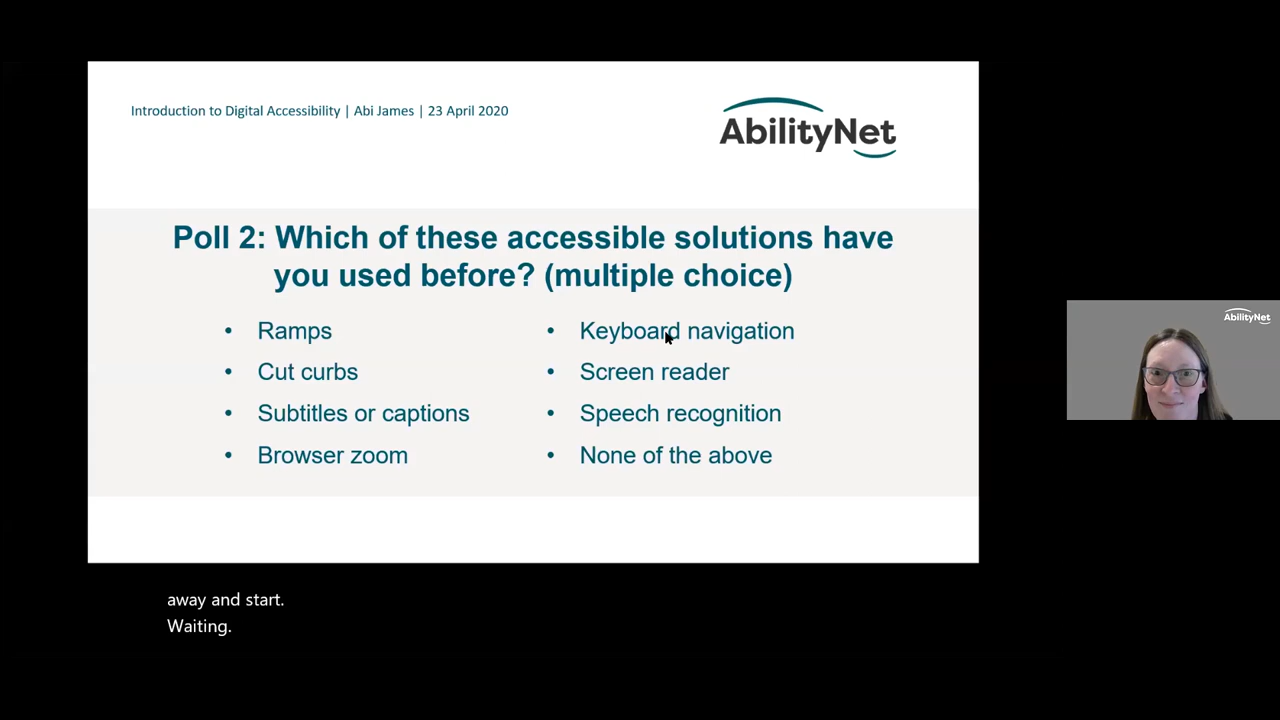 Introduction to Digital Accessibility | Abi James | 23 April 2020
AbilityNet
Poll 2: Which of these accessible solutions have
you used before? (multiple choice)
• Ramps
• Cut curbs
• Subtitles or captions
• Browser zoom
• Keyboard navigation
• Screen reader
• Speech recognition
• None of the above
AbilityNet
away and start.
Waiting.